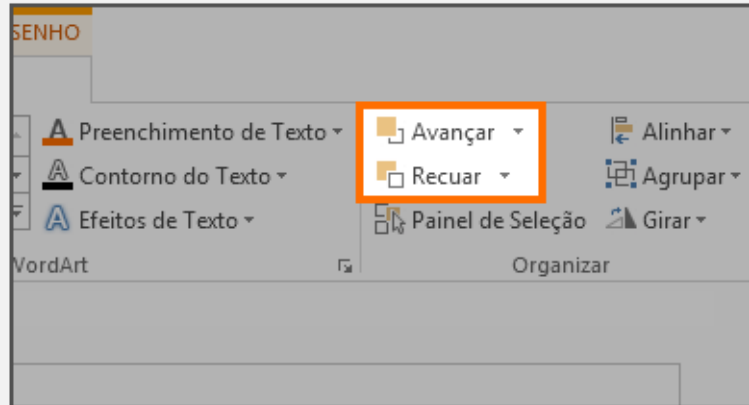 SENHO
Preenchimento de Texto
Avançar
Alinhar
Contorno do Texto
Recuar
Agrupar
Efeitos de Texto
Painel de Seleção
Girar
WordArt
Organizar